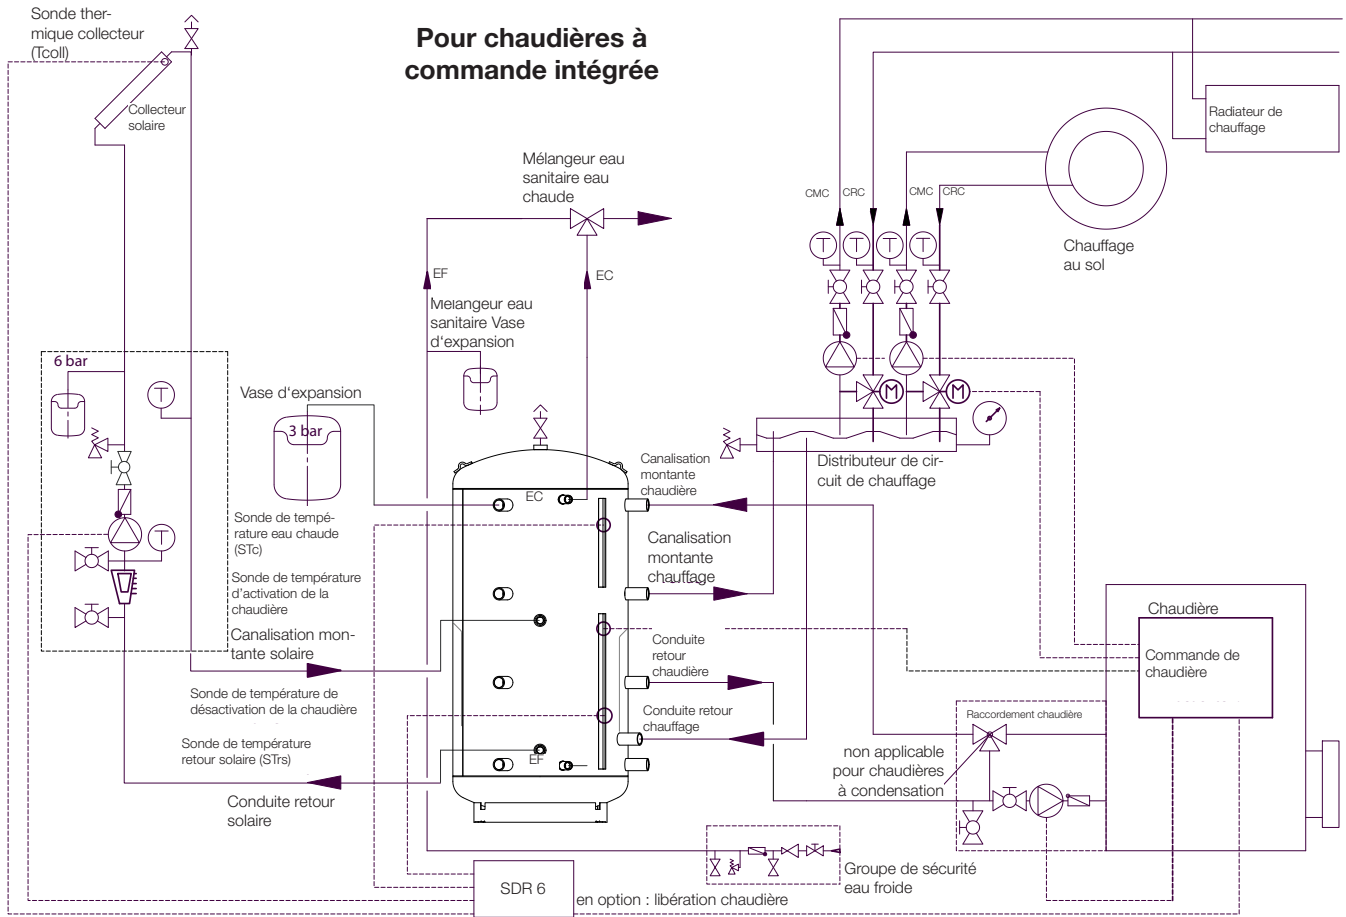 Sonde ther-
mique collecteur
(Tcoll)
Pour chaudières à
commande intégrée
Collecteur
solaire
Radiateur de
chauffage
Mélangeur eau
sanitaire eau
chaude
CMC
CRC
CMC
CRC
T
T
T
T
Chauffage
au sol
EF
EC
Mélangeur eau
sanitaire Vase
d'expansion
6 bar
T
Vase d'expansion
3 bar
M
M
Distributeur de cir-
cuit de chauffage
Canalisation
montante
chaudière
EC
Sonde de tempé-
rature eau chaude
(STc)
T
Canalisation
montante
chauffage
Sonde de température
d'activation de la
chaudière
Canalisation mon-
tante solaire
Conduite
retour
chaudière
Chaudière
Commande de
chaudière
Sonde de température de
désactivation de la chaudière
Conduite retour
chauffage
Raccordement chaudière
Sonde de température
retour solaire (STrs)
EF
non applicable
pour chaudières
à condensation
Conduite retour
solaire
Groupe de sécurité
eau froide
SDR 6
en option : libération chaudière